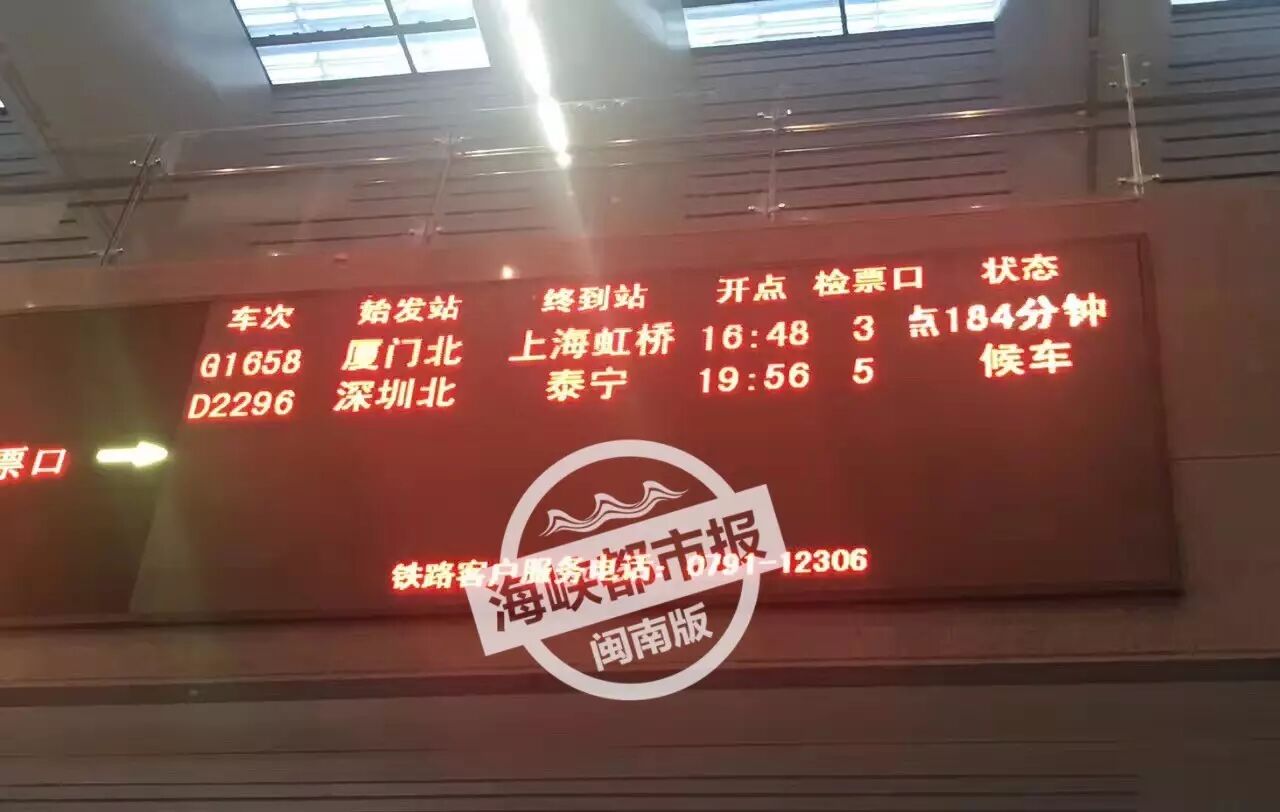 车次 始发站 终到站 开点 检票口 状态
G1658 厦门北 上海虹桥 16:48 3 点184分钟
D2296 深圳北 泰宁 19:56 5 候车
票口
铁路客户服务电话：0791-12306
海峡都市报
闽南版